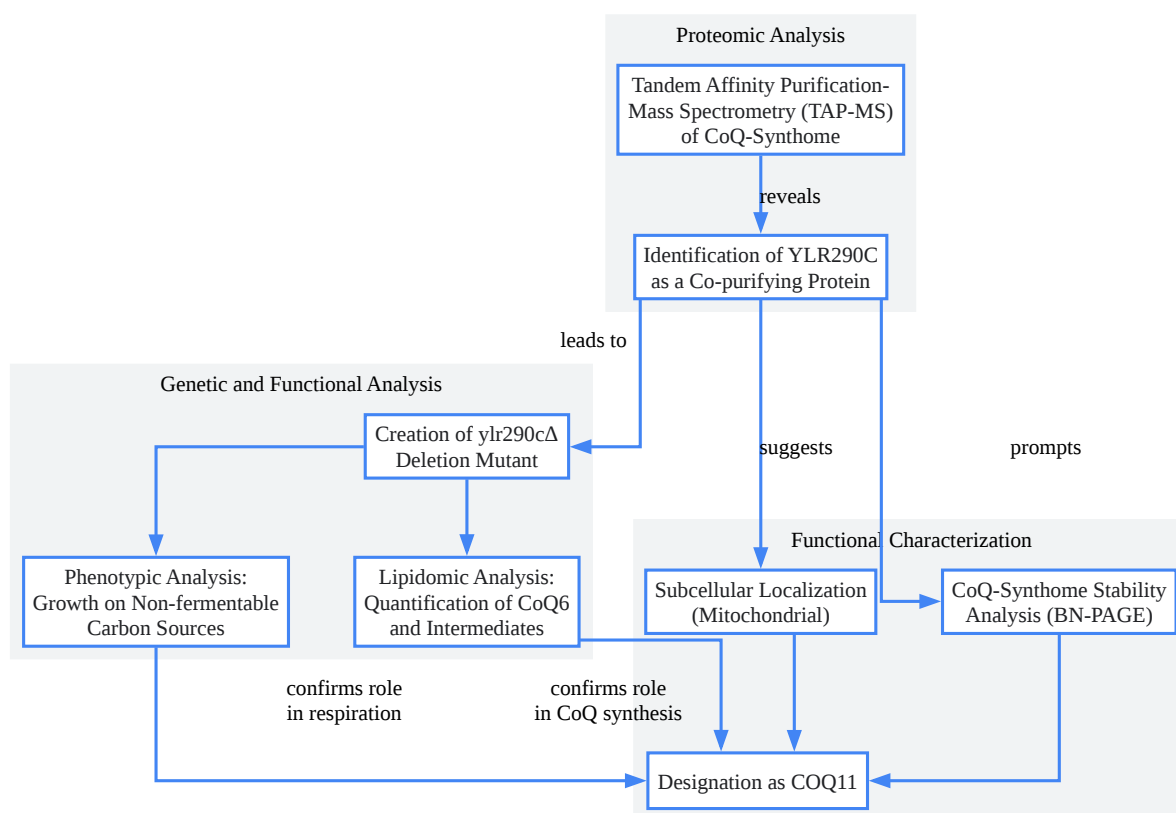 Proteomic Analysis
Tandem Affinity Purification-
Mass Spectrometry (TAP-MS)
of CoQ-Synthome
reveals
Identification of YLR290C
as a Co-purifying Protein
leads to
Genetic and Functional Analysis
Creation of ylr290cΔ
Deletion Mutant
suggests
prompts
Functional Characterization
Phenotypic Analysis:
Growth on Non-fermentable
Carbon Sources
Lipidomic Analysis:
Quantification of CoQ6
and Intermediates
Subcellular Localization
(Mitochondrial)
CoQ-Synthome Stability
Analysis (BN-PAGE)
confirms role
in respiration
confirms role
in CoQ synthesis
Designation as COQ11